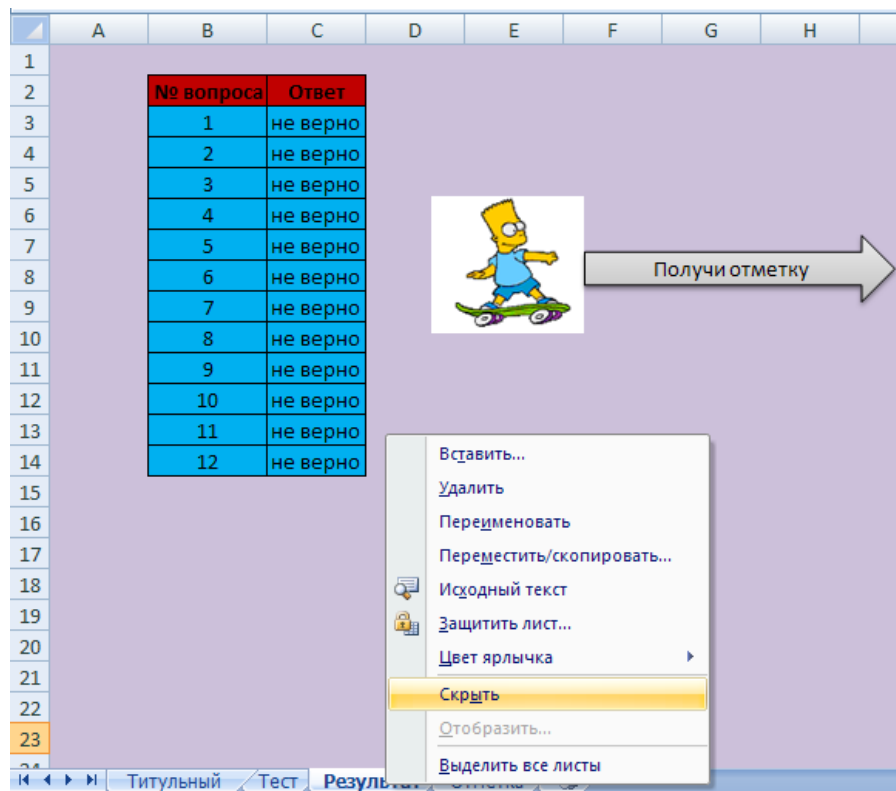 A B C D E F G H
1
2 № вопроса Ответ
3 1 не верно
4 2 не верно
5 3 не верно
6 4 не верно
7 5 не верно
8 6 не верно Получи отметку
9 7 не верно
10 8 не верно
11 9 не верно
12 10 не верно
13 11 не верно
14 12 не верно
Вставить...
15 Удалить
16 Переименовать
17 Переместить/скопировать...
18 Исходный текст
19 Защитить лист...
20 Цвет ярлычка
21
22 Скрыть
23 Отобразить...
Выделить все листы
Титульный Тест